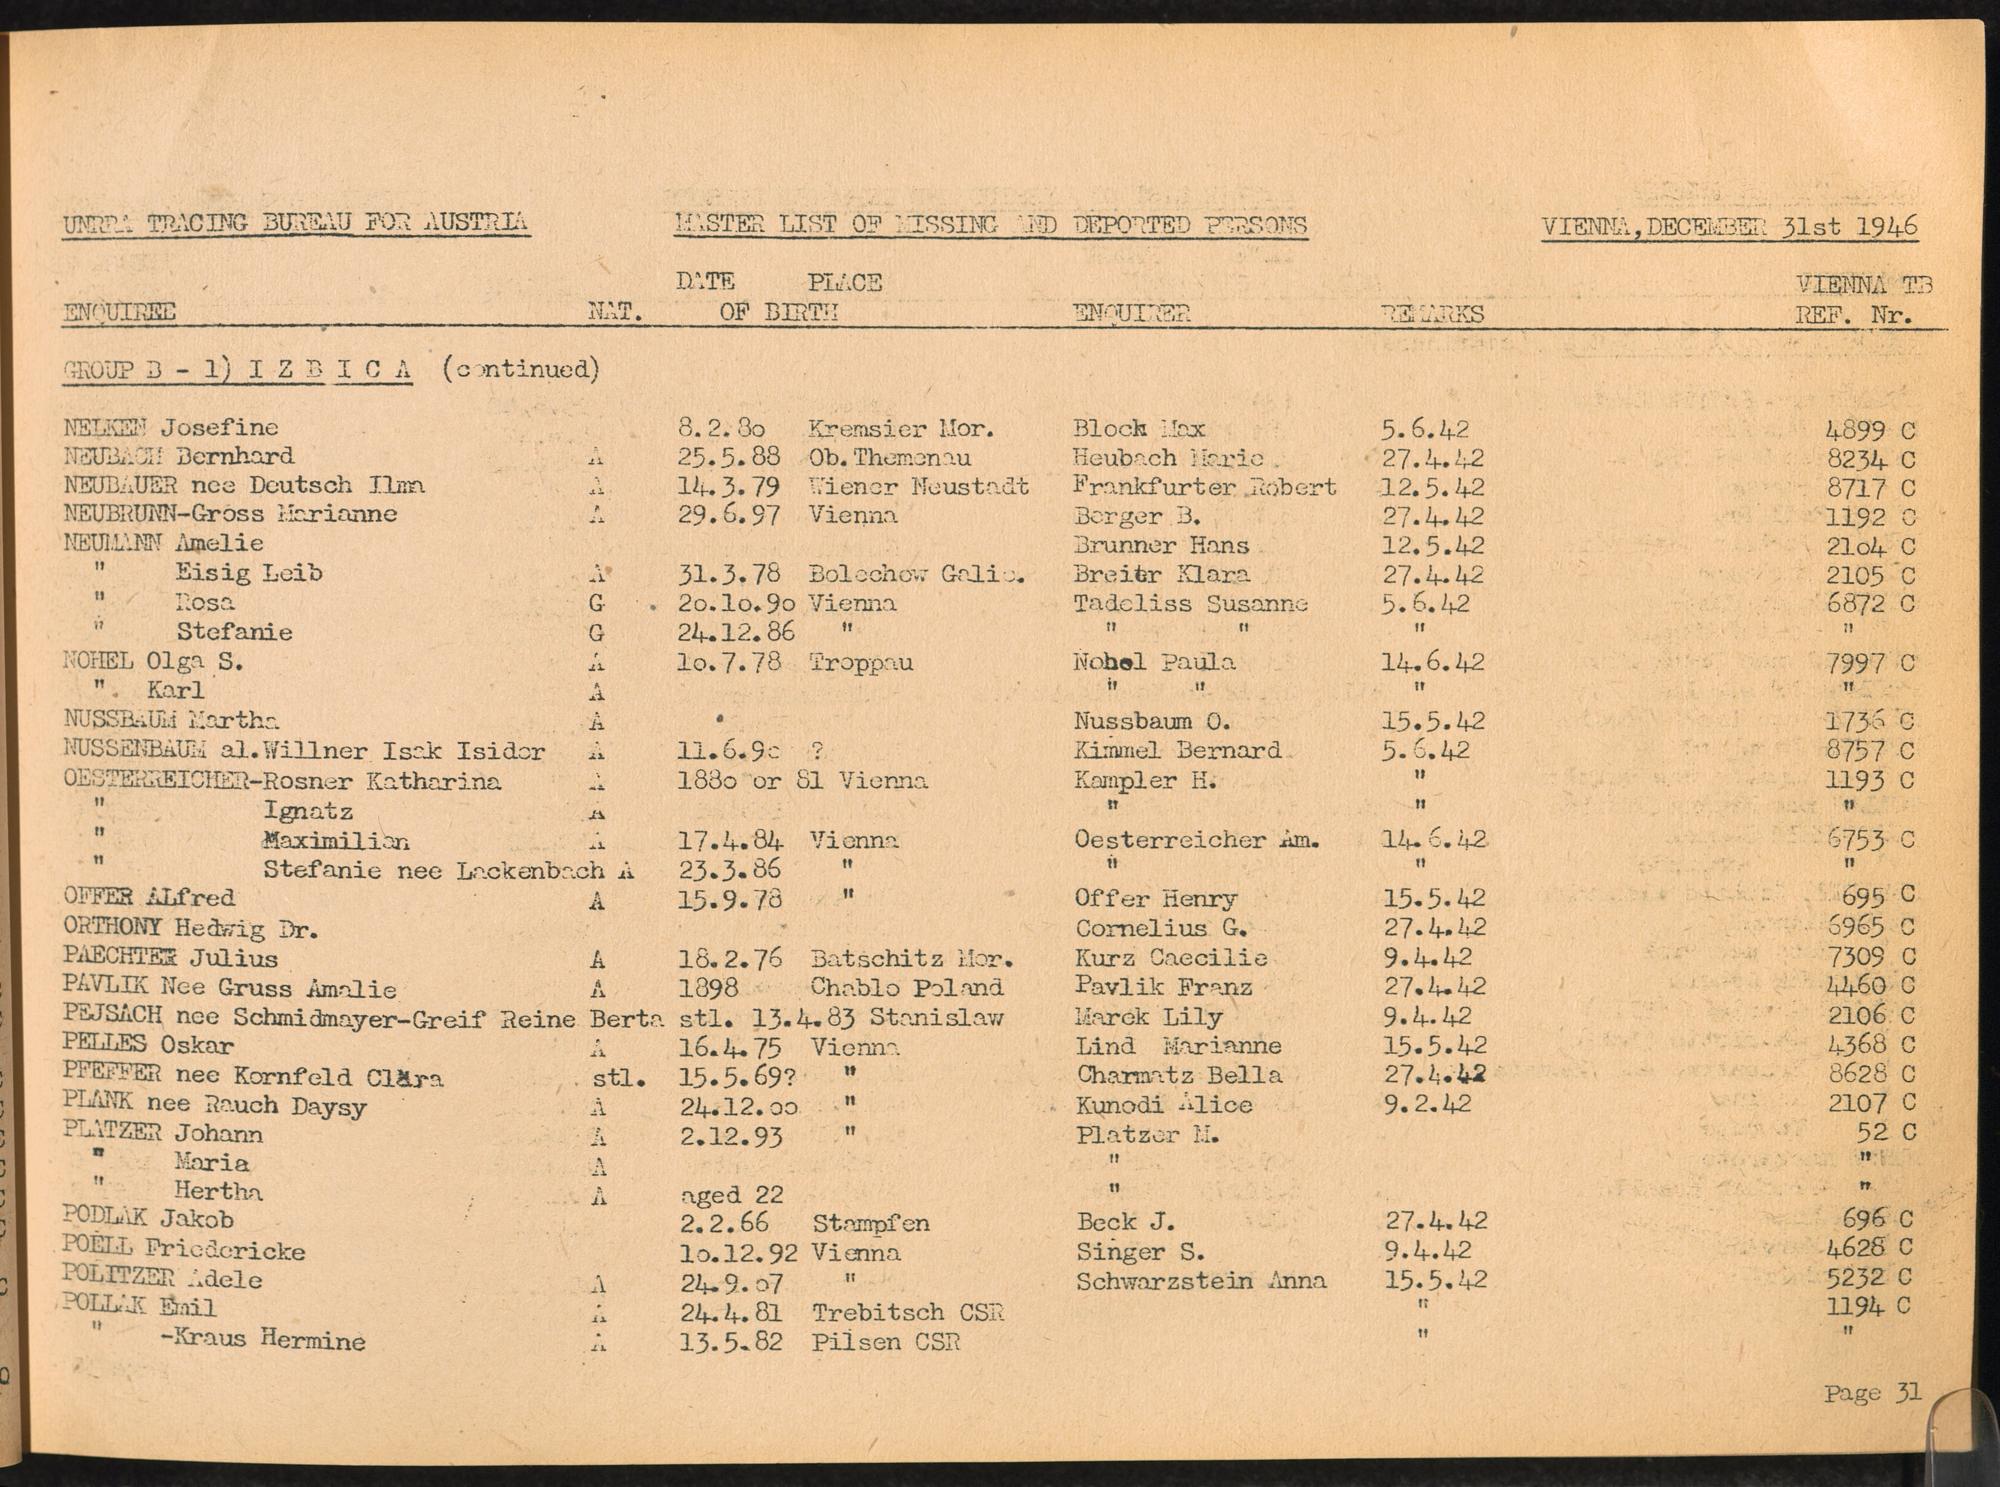 UNRRA TRACING BUREAU FOR AUSTRIA MASTER LIST OF MISSING AND DEPORTED PERSONS VIENNA, DECEMBER 31st 1946
DATE PLACE VIENNA TB
ENQUIREE NAT. OF BIRTH ENQUIRER REMARKS REF. Nr.
GROUP B - 1) I Z B I C A (continued)
NELKEN Josefine 8.2.8o Kremsier Mor. Block Max 5.6.42 4899 C
NEUBACH Bernhard A 25.5.88 Ob.Themenau Heubach Marie 27.4.42 8234 C
NEUBAUER nee Deutsch Ilma A 14.3.79 Wiener Neustadt Frankfurter Robert 12.5.42 8717 C
NEUBRUNN-Gross Marianne A 29.6.97 Vienna Berger B. 27.4.42 1192 C
NEUMANN Amelie Brunner Hans 12.5.42 21o4 C
" Eisig Leib A 31.3.78 Bolechow Galic. Breitr Klara 27.4.42 2105 C
" Rosa G 2o.1o.9o Vienna Tadeliss Susanne 5.6.42 6872 C
" Stefanie G 24.12.86 " " " " "
NOHEL Olga S. A 1o.7.78 Troppau Nohel Paula 14.6.42 7997 C
" Karl A " " " "
NUSSBAUM Martha A Nussbaum O. 15.5.42 1736 C
NUSSENBAUM al.Willner Isak Isidor A 11.6.9o ? Kimmel Bernard 5.6.42 8757 C
OESTERREICHER-Rosner Katharina A 188o or 81 Vienna Kampler H. " 1193 C
" Ignatz A " " "
" Maximilian A 17.4.84 Vienna Oesterreicher Am. 14.6.42 6753 C
" Stefanie nee Lackenbach A 23.3.86 " " " "
OFFER ALfred A 15.9.78 " Offer Henry 15.5.42 695 C
ORTHONY Hedwig Dr. Cornelius G. 27.4.42 6965 C
PAECHTER Julius A 18.2.76 Batschitz Mor. Kurz Caecilie 9.4.42 7309 C
PAVLIK Nee Gruss Amalie A 1898 Chablo Poland Pavlik Franz 27.4.42 4460 C
PEJSACH nee Schmidmayer-Greif Reine Berta stl. 13.4.83 Stanislaw Marek Lily 9.4.42 2106 C
PELLES Oskar A 16.4.75 Vienna Lind Marianne 15.5.42 4368 C
PFEFFER nee Kornfeld Clara stl. 15.5.69? " Charmatz Bella 27.4.42 8628 C
PLANK nee Rauch Daysy A 24.12.oo " Kunodi Alice 9.2.42 2107 C
PLATZER Johann A 2.12.93 " Platzer M. 52 C
" Maria A " "
" Hertha A aged 22 " "
PODLAK Jakob 2.2.66 Stampfen Beck J. 27.4.42 696 C
POELL Friedericke 1o.12.92 Vienna Singer S. 9.4.42 4628 C
POLITZER Adele A 24.9.o7 " Schwarzstein Anna 15.5.42 5232 C
POLLAK Emil A 24.4.81 Trebitsch CSR " 1194 C
" -Kraus Hermine A 13.5.82 Pilsen CSR " "
Page 31